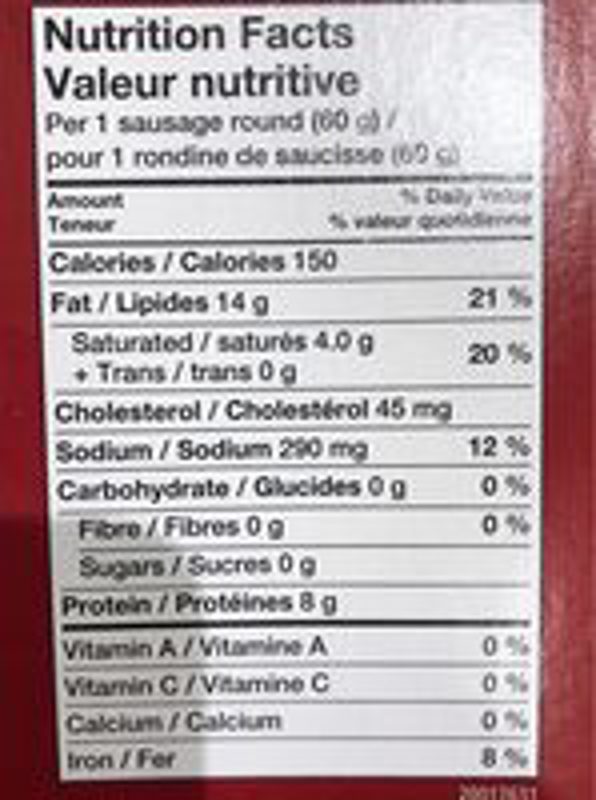 Nutrition Facts
Valeur nutritive
Per 1 sausage round (60 g) /
pour 1 rondine de saucisse (60 g)
Amount % Daily Value
Teneur % valeur quotidienne
Calories / Calories 150
Fat / Lipides 14 g 21 %
Saturated / saturés 4.0 g
+ Trans / trans 0 g 20 %
Cholesterol / Cholestérol 45 mg
Sodium / Sodium 290 mg 12 %
Carbohydrate / Glucides 0 g 0 %
Fibre / Fibres 0 g 0 %
Sugars / Sucres 0 g
Protein / Protéines 8 g
Vitamin A / Vitamine A 0 %
Vitamin C / Vitamine C 0 %
Calcium / Calcium 0 %
Iron / Fer 8 %